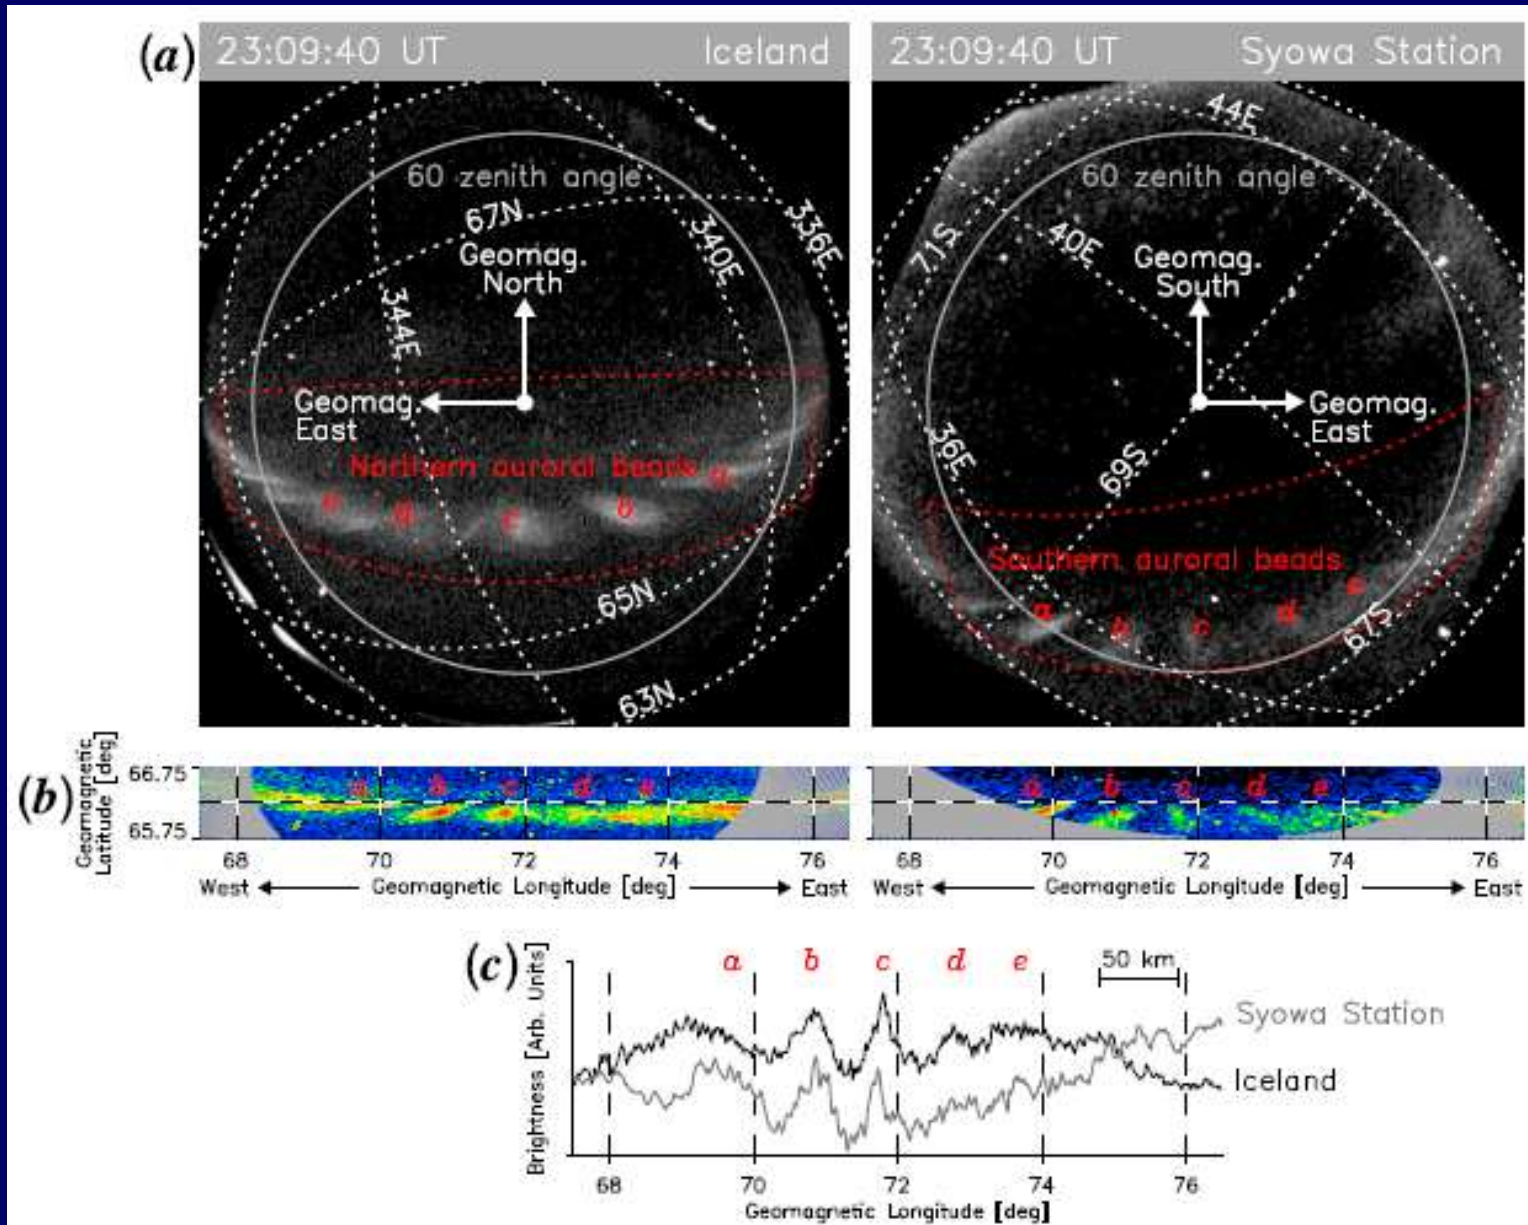 (a)
23:09:40 UT Iceland
60 zenith angle
67N
340E
336E
344E
Geomag.
North
Geomag.
East
Northern auroral beads
e d c b a
65N
63N
23:09:40 UT Syowa Station
44E
60 zenith angle
71S
40E
Geomag.
South
Geomag.
East
36E
69S
Southern auroral beads
a b c d e
67S
(b)
Geomagnetic
Latitude [deg]
66.75
65.75
a b c d e
68 70 72 74 76
West Geomagnetic Longitude [deg] East
a b c d e
68 70 72 74 76
West Geomagnetic Longitude [deg] East
(c)
a b c d e
50 km
Brightness [Arb. Units]
Syowa Station
Iceland
68 70 72 74 76
Geomagnetic Longitude [deg]